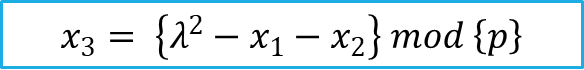 x₃ = {λ² − x₁ − x₂} mod {p}